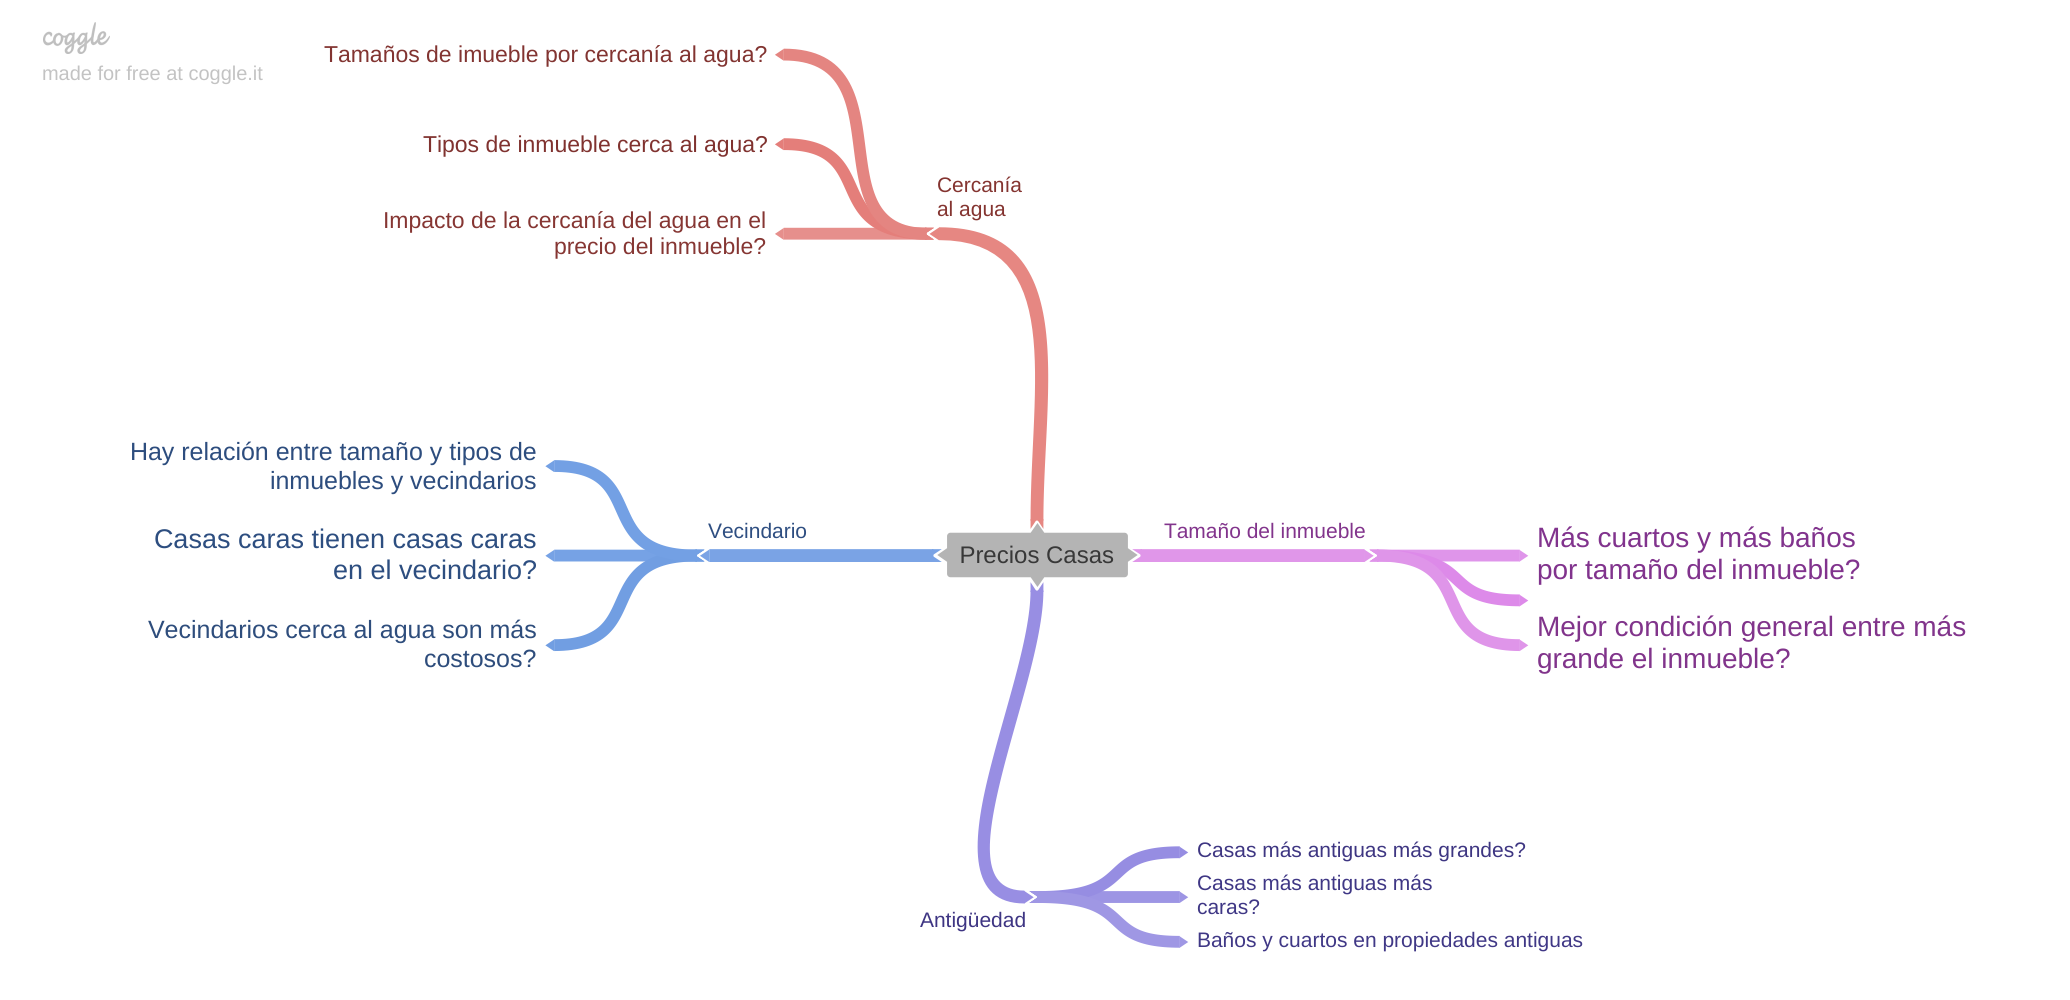 coggle
made for free at coggle.it
Tamaños de imueble por cercanía al agua?
Tipos de inmueble cerca al agua?
Impacto de la cercanía del agua en el
precio del inmueble?
Cercanía
al agua
Hay relación entre tamaño y tipos de
inmuebles y vecindarios
Casas caras tienen casas caras
en el vecindario?
Vecindarios cerca al agua son más
costosos?
Vecindario
Precios Casas
Tamaño del inmueble
Más cuartos y más baños
por tamaño del inmueble?
Mejor condición general entre más
grande el inmueble?
Antigüedad
Casas más antiguas más grandes?
Casas más antiguas más
caras?
Baños y cuartos en propiedades antiguas